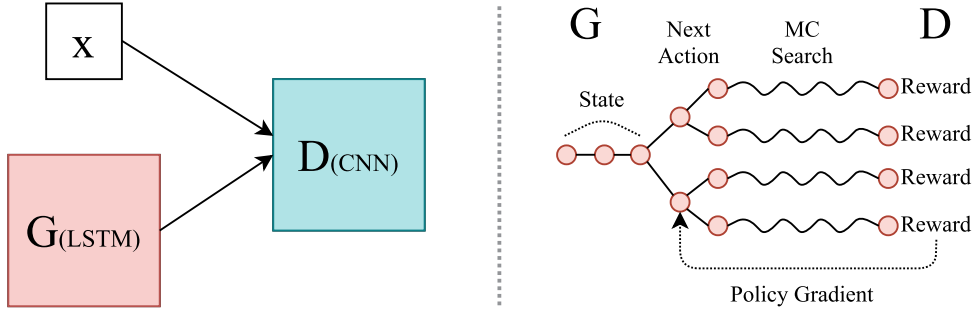 x
G(LSTM)
D(CNN)
G
D
Next
Action
MC
Search
State
Reward
Reward
Reward
Reward
Policy Gradient